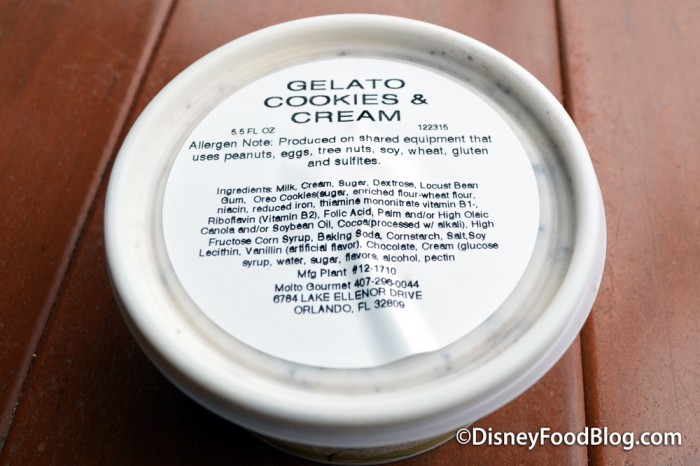 GELATO
COOKIES &
CREAM
5.5 FL OZ 122315
Allergen Note: Produced on shared equipment that
uses peanuts, eggs, tree nuts, soy, wheat, gluten
and sulfites.
Ingredients: Milk, Cream, Sugar, Dextrose, Locust Bean
Gum, Oreo Cookies(sugar, enriched flour-wheat flour,
niacin, reduced iron, thiamine mononitrate vitamin B1-,
Riboflavin (Vitamin B2), Folic Acid, Palm and/or High Oleic
Canola and/or Soybean Oil, Cocoa(processed w/ alkali), High
Fructose Corn Syrup, Baking Soda, Cornstarch, Salt,Soy
Lecithin, Vanillin (artificial flavor), Chocolate, Cream (glucose
syrup, water, sugar, flavors, alcohol, pectin
Mfg Plant #12-1710
Molto Gourmet 407-296-0044
6784 LAKE ELLENOR DRIVE
ORLANDO, FL 32809
©DisneyFoodBlog.com